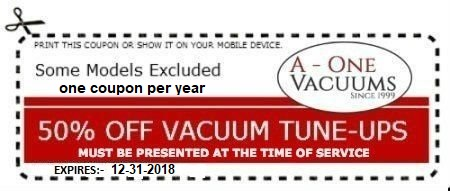 PRINT THIS COUPON OR SHOW IT ON YOUR MOBILE DEVICE.
Some Models Excluded
one coupon per year
A - ONE
VACUUMS
SINCE 1999
50% OFF VACUUM TUNE-UPS
MUST BE PRESENTED AT THE TIME OF SERVICE
EXPIRES:- 12-31-2018